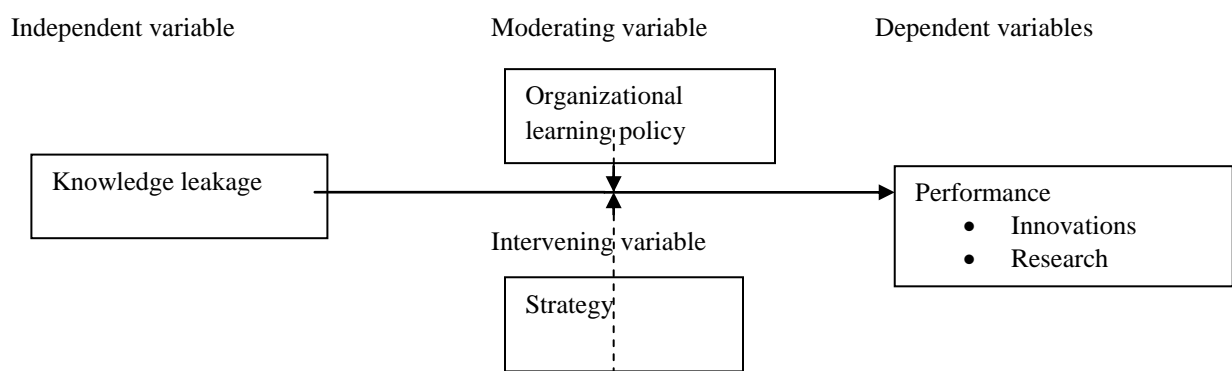 Independent variable
Moderating variable
Dependent variables
Organizational
learning policy
Knowledge leakage
Performance
• Innovations
• Research
Intervening variable
Strategy